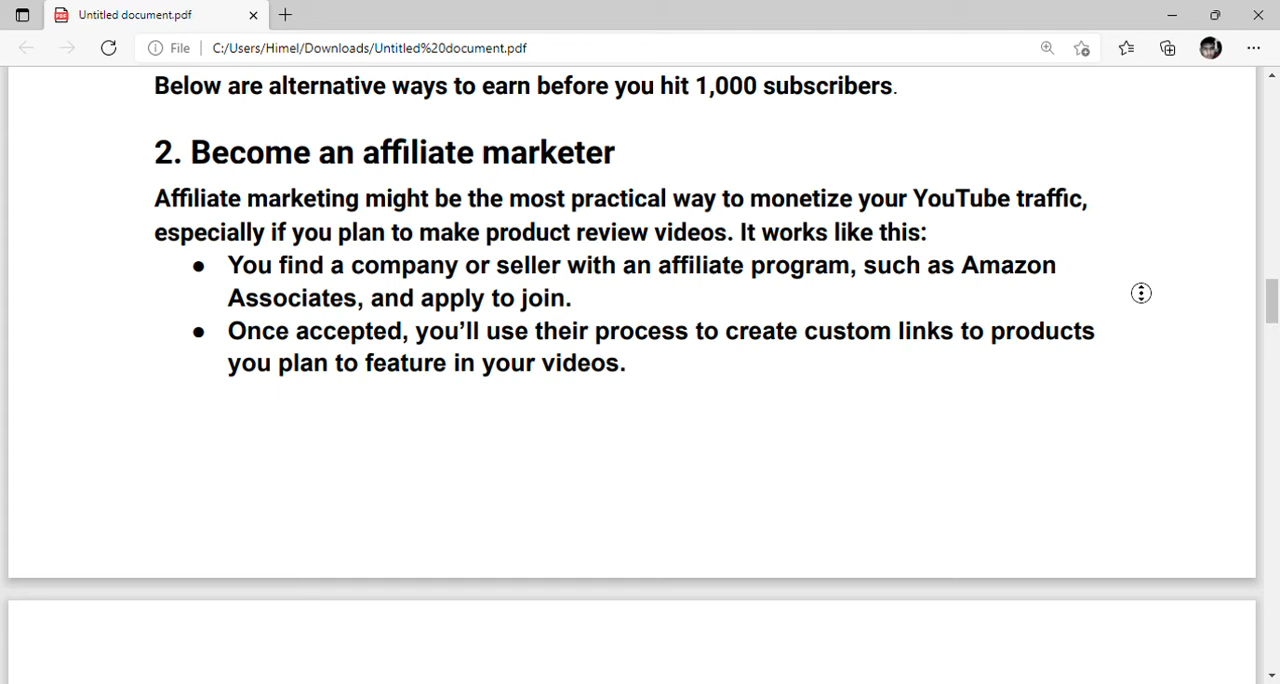 Untitled document.pdf
File C:/Users/Himel/Downloads/Untitled%20document.pdf
Below are alternative ways to earn before you hit 1,000 subscribers.
2. Become an affiliate marketer
Affiliate marketing might be the most practical way to monetize your YouTube traffic,
especially if you plan to make product review videos. It works like this:
● You find a company or seller with an affiliate program, such as Amazon
Associates, and apply to join.
● Once accepted, you’ll use their process to create custom links to products
you plan to feature in your videos.